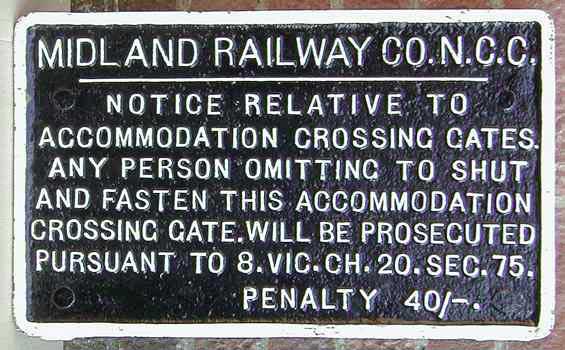 MIDLAND RAILWAY CO.N.C.C.
NOTICE RELATIVE TO
ACCOMMODATION CROSSING GATES.
ANY PERSON OMITTING TO SHUT
AND FASTEN THIS ACCOMMODATION
CROSSING GATE.WILL BE PROSECUTED
PURSUANT TO 8.VIC.CH.20.SEC.75.
PENALTY 40/-.